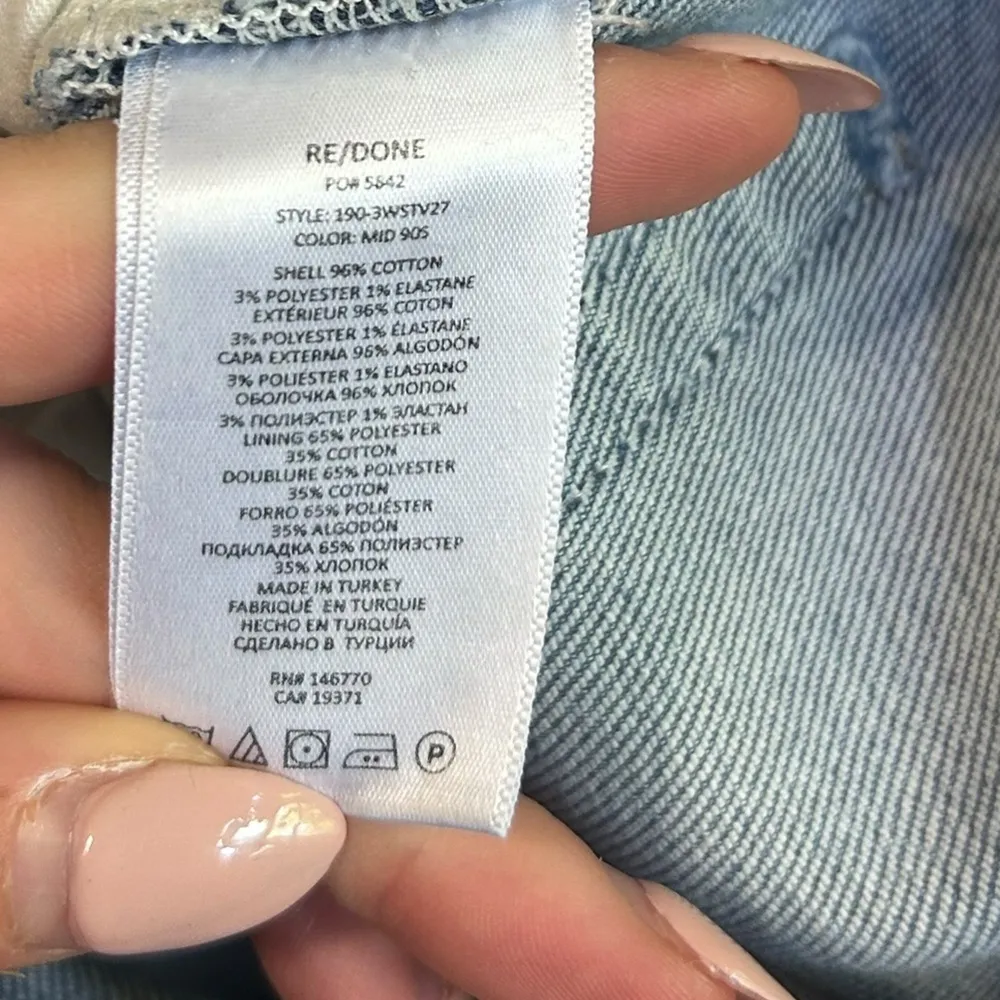 RE/DONE
PO# 5642
STYLE: 190-3WSTV27
COLOR: MID 90S
SHELL 96% COTTON
3% POLYESTER 1% ELASTANE
EXTÉRIEUR 96% COTON
3% POLYESTER 1% ÉLASTANE
CAPA EXTERNA 96% ALGODÓN
3% POLIESTER 1% ELASTANO
ОБОЛОЧКА 96% ХЛОПОК
3% ПОЛИЭСТЕР 1% ЭЛАСТАН
LINING 65% POLYESTER
35% COTTON
DOUBLURE 65% POLYESTER
35% COTON
FORRO 65% POLIÉSTER
35% ALGODÓN
ПОДКЛАДКА 65% ПОЛИЭСТЕР
35% ХЛОПОК
MADE IN TURKEY
FABRIQUÉ EN TURQUIE
HECHO EN TURQUÍA
СДЕЛАНО В ТУРЦИИ
RN# 146770
CA# 19371
P